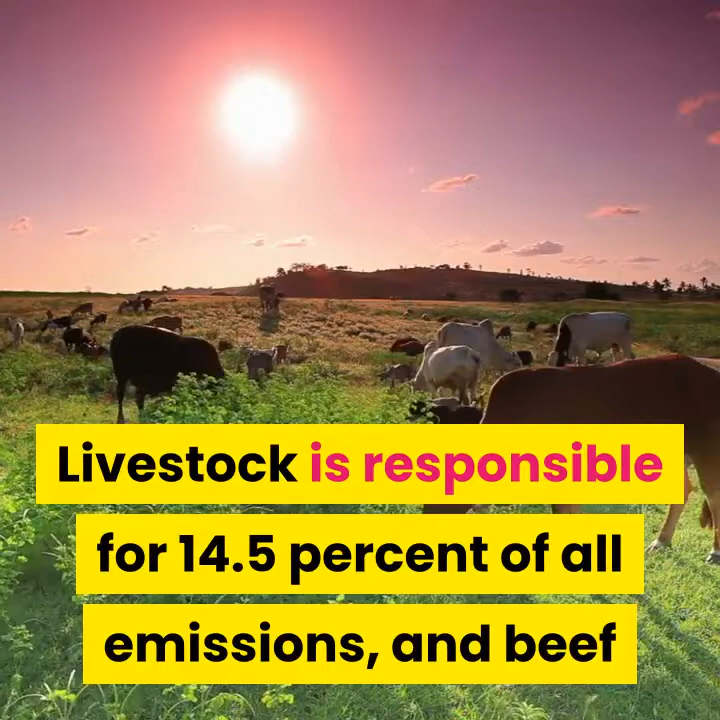 Livestock is responsible
for 14.5 percent of all
emissions, and beef